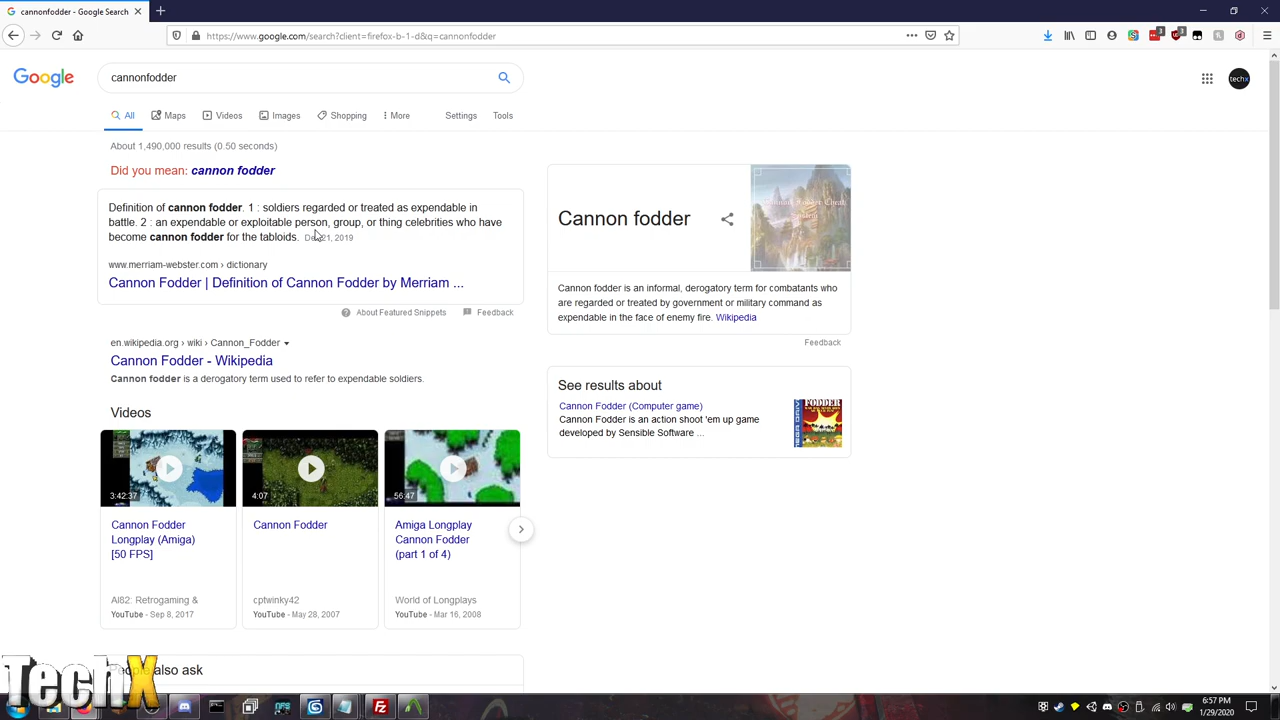 cannonfodder - Google Search
https://www.google.com/search?client=firefox-b-1-d&q=cannonfodder
Google
cannonfodder
techx
All
Maps
Videos
Images
Shopping
More
Settings
Tools
About 1,490,000 results (0.50 seconds)
Did you mean: cannon fodder
Definition of cannon fodder. 1 : soldiers regarded or treated as expendable in
battle. 2 : an expendable or exploitable person, group, or thing celebrities who have
become cannon fodder for the tabloids. Dec 21, 2019
www.merriam-webster.com › dictionary
Cannon Fodder | Definition of Cannon Fodder by Merriam ...
About Featured Snippets
Feedback
en.wikipedia.org › wiki › Cannon_Fodder
Cannon Fodder - Wikipedia
Cannon fodder is a derogatory term used to refer to expendable soldiers.
Videos
3:42:37
4:07
56:47
Cannon Fodder
Longplay (Amiga)
[50 FPS]
Al82: Retrogaming &
YouTube - Sep 8, 2017
Cannon Fodder
cptwinky42
YouTube - May 28, 2007
Amiga Longplay
Cannon Fodder
(part 1 of 4)
World of Longplays
YouTube - Mar 16, 2008
People also ask
Cannon fodder
Cannon fodder is an informal, derogatory term for combatants who
are regarded or treated by government or military command as
expendable in the face of enemy fire. Wikipedia
Feedback
See results about
Cannon Fodder (Computer game)
Cannon Fodder is an action shoot 'em up game
developed by Sensible Software ...
FODDER
TechX
6:57 PM
1/29/2020